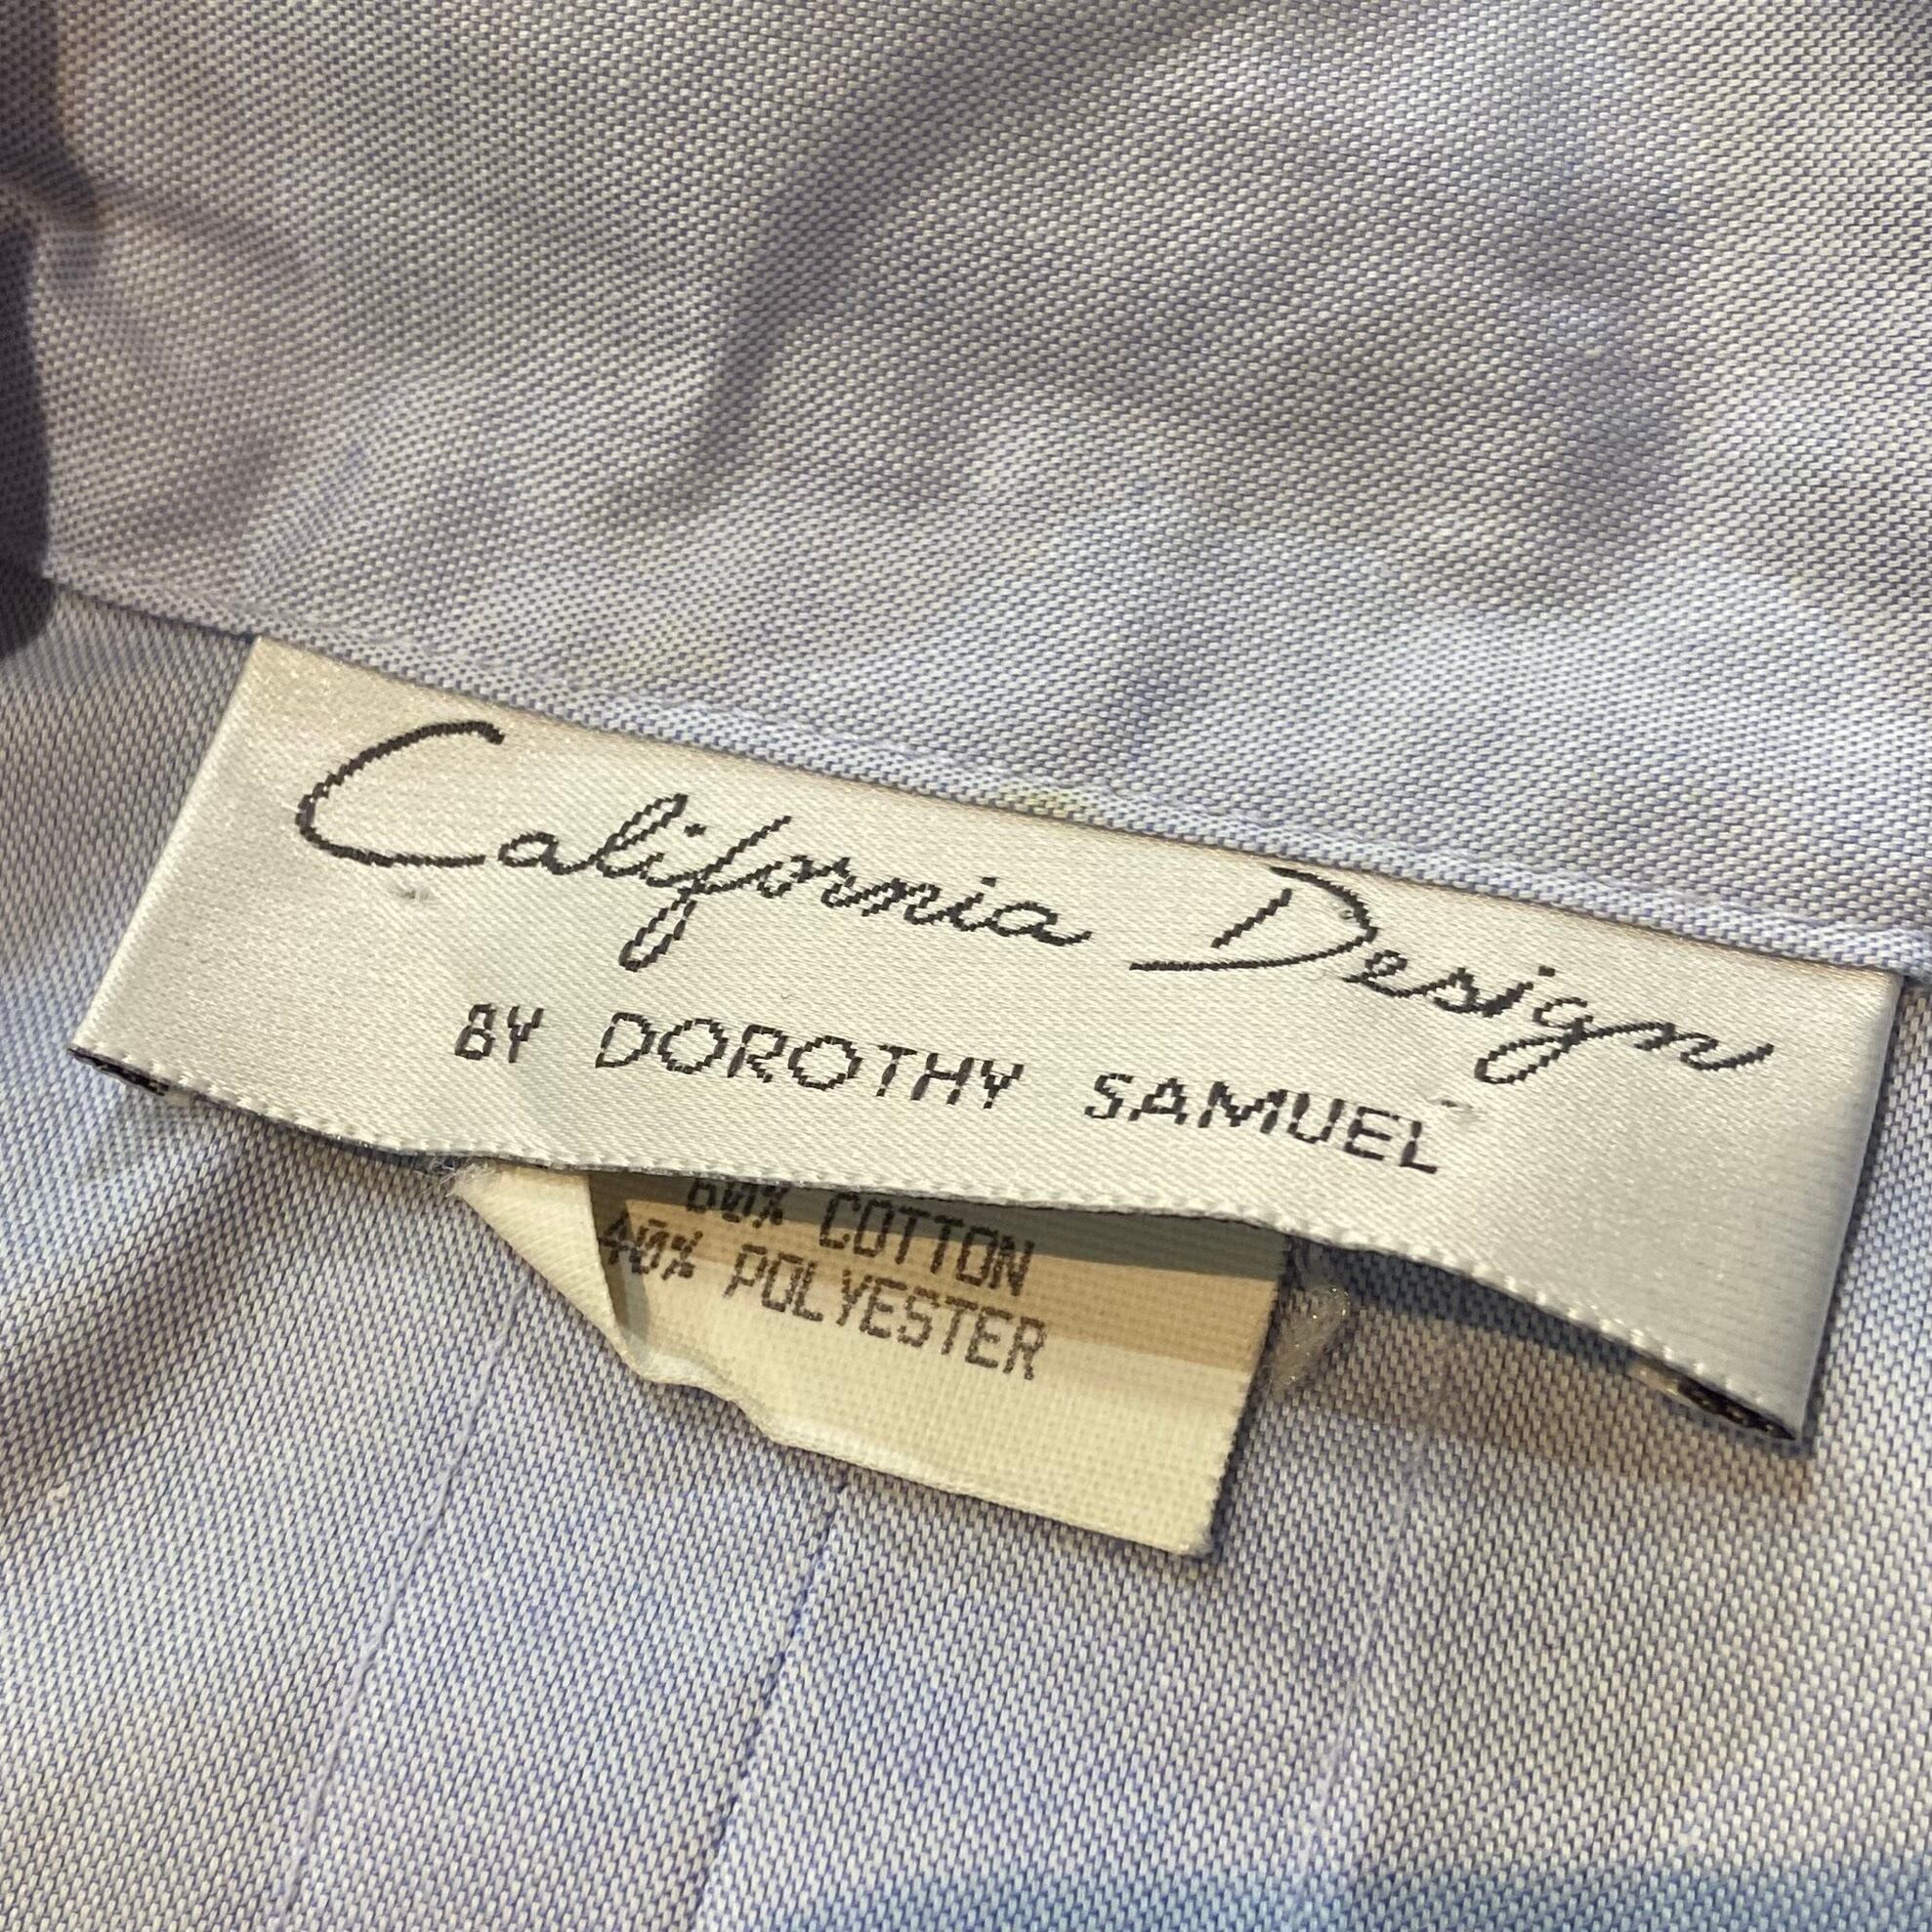 California Design
BY DOROTHY SAMUEL
60% COTTON
40% POLYESTER